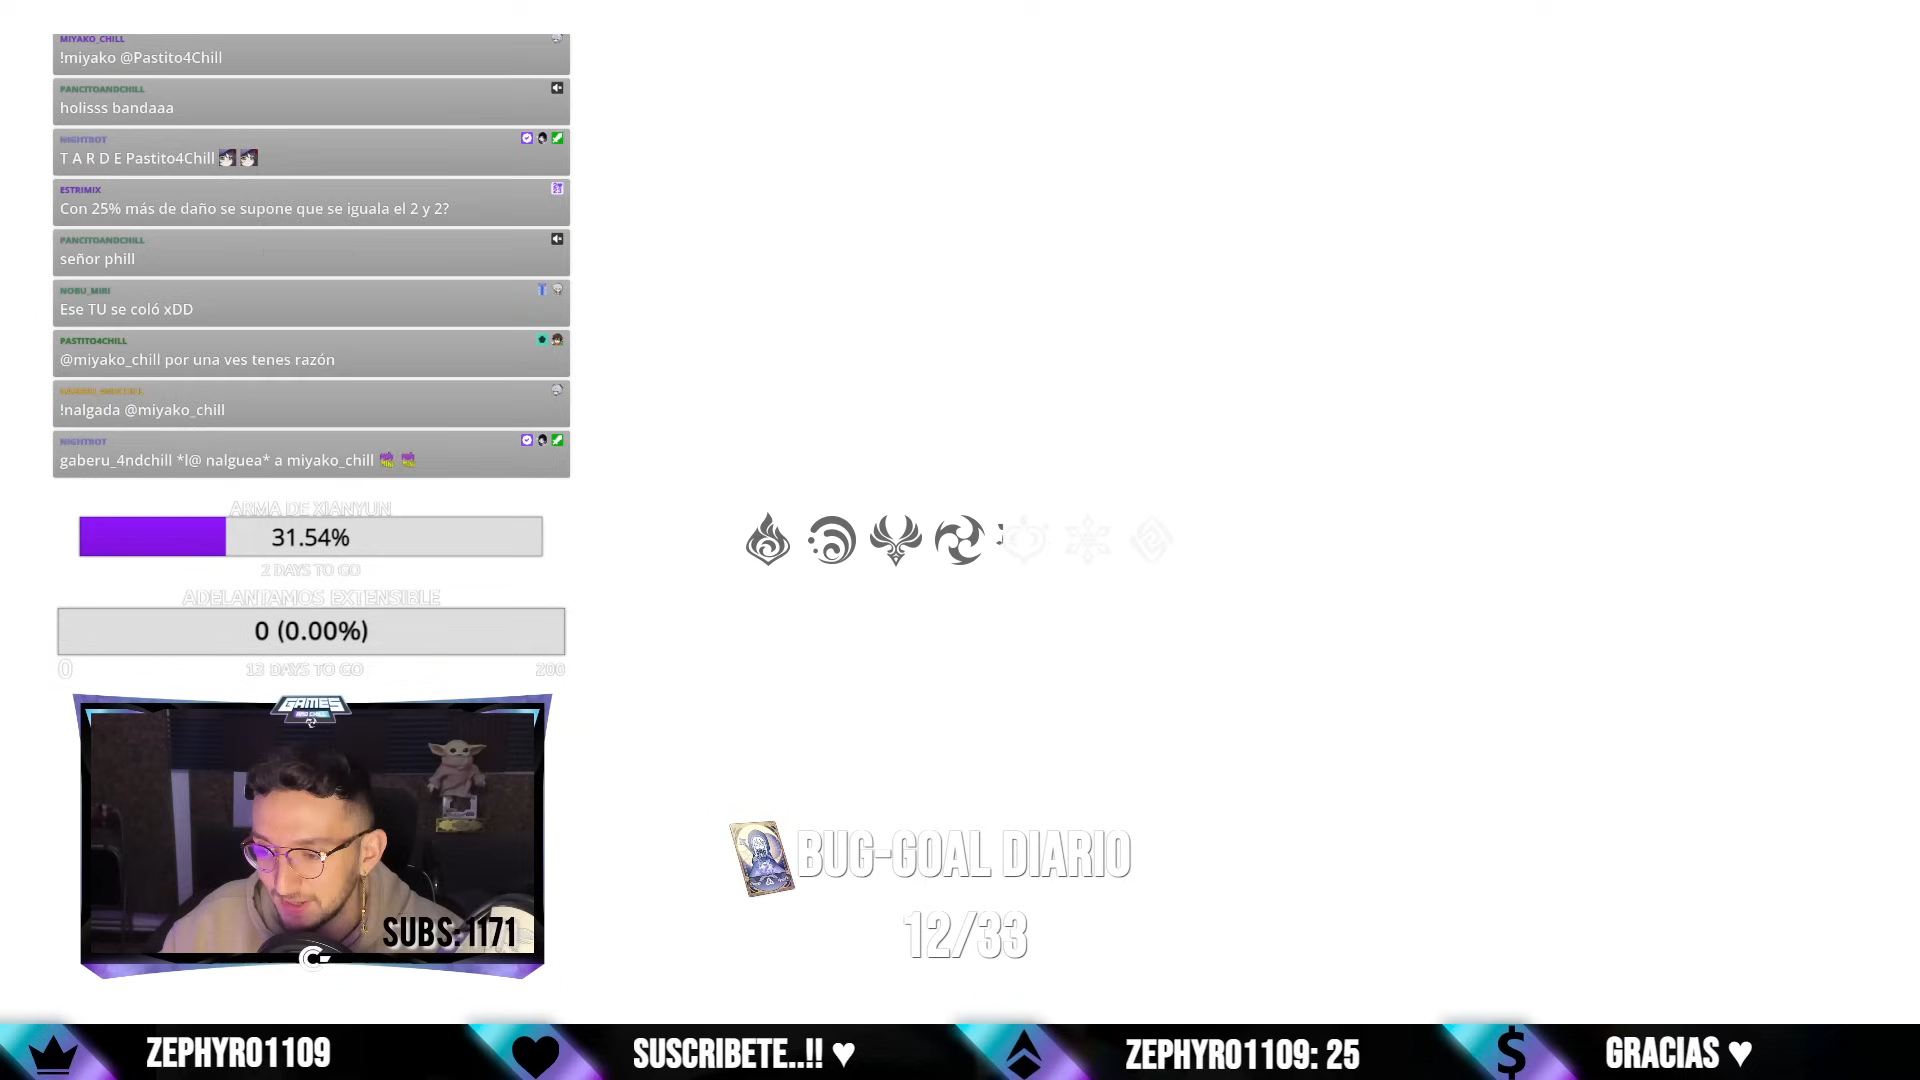 MIYAKO_CHILL
!miyako @Pastito4Chill
PANCITOANDCHILL
holisss bandaaa
NIGHTBOT
T A R D E Pastito4Chill
ESTRIMIX
Con 25% más de daño se supone que se iguala el 2 y 2?
PANCITOANDCHILL
señor phill
NOBU_MIRI
Ese TU se coló xDD
PASTITO4CHILL
@miyako_chill por una ves tenes razón
GABERU_4NDCHILL
!nalgada @miyako_chill
NIGHTBOT
gaberu_4ndchill *l@ nalguea* a miyako_chill
ARMA DE XIANYUN
31.54%
2 DAYS TO GO
ADELANTAMOS EXTENSIBLE
0 (0.00%)
0 13 DAYS TO GO 200
GAMES
AND CHILL
SUBS: 1171
BUG-GOAL DIARIO
12/33
ZEPHYRO1109 SUSCRIBETE..!! ♥ ZEPHYRO1109: 25 GRACIAS ♥